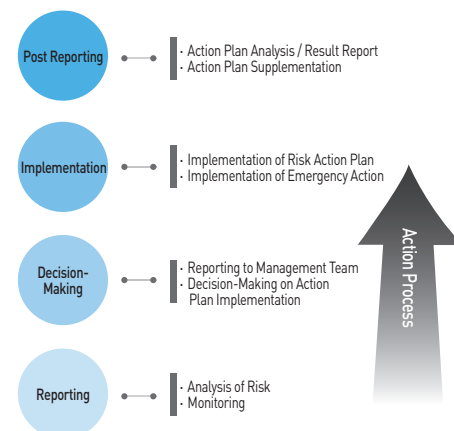 Post Reporting
· Action Plan Analysis / Result Report
· Action Plan Supplementation
Implementation
· Implementation of Risk Action Plan
· Implementation of Emergency Action
Decision-
Making
· Reporting to Management Team
· Decision-Making on Action
Plan Implementation
Reporting
· Analysis of Risk
· Monitoring
Action Process